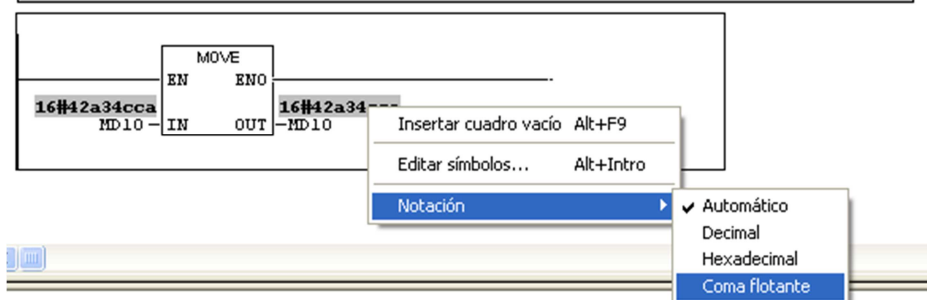 MOVE
EN ENO
16#42a34cca 16#42a34
MD10 IN OUT MD10
Insertar cuadro vacío Alt+F9
Editar símbolos... Alt+Intro
Notación
Automático
Decimal
Hexadecimal
Coma flotante